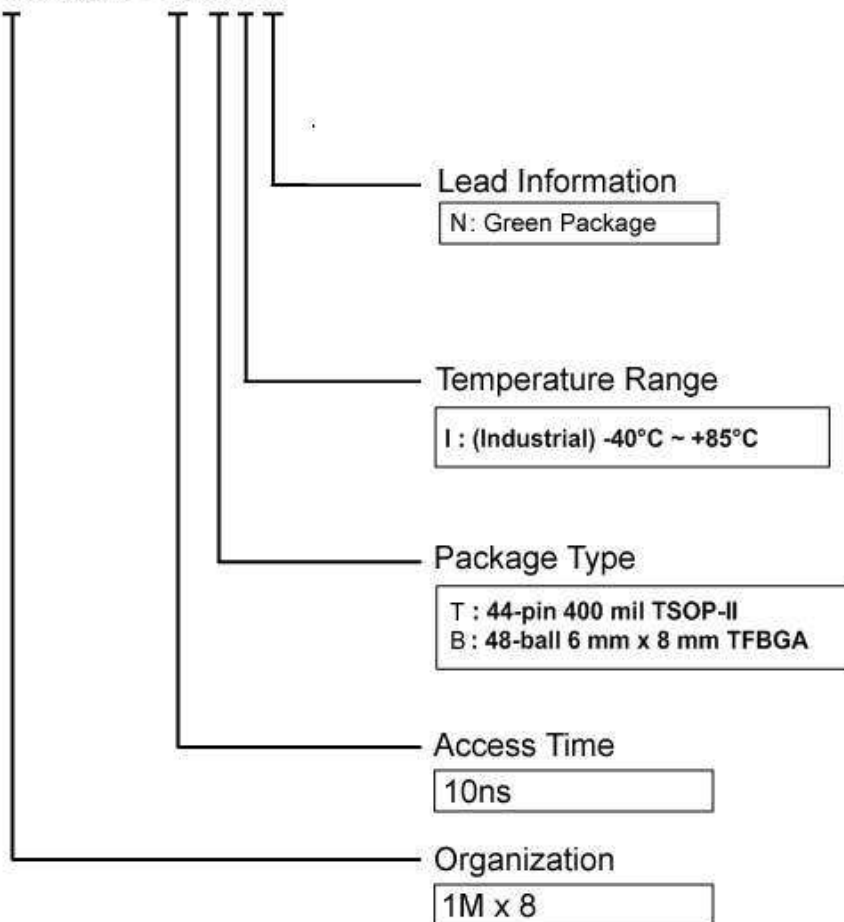 Lead Information
N: Green Package
Temperature Range
I : (Industrial) -40°C ~ +85°C
Package Type
T : 44-pin 400 mil TSOP-II
B : 48-ball 6 mm x 8 mm TFBGA
Access Time
10ns
Organization
1M x 8